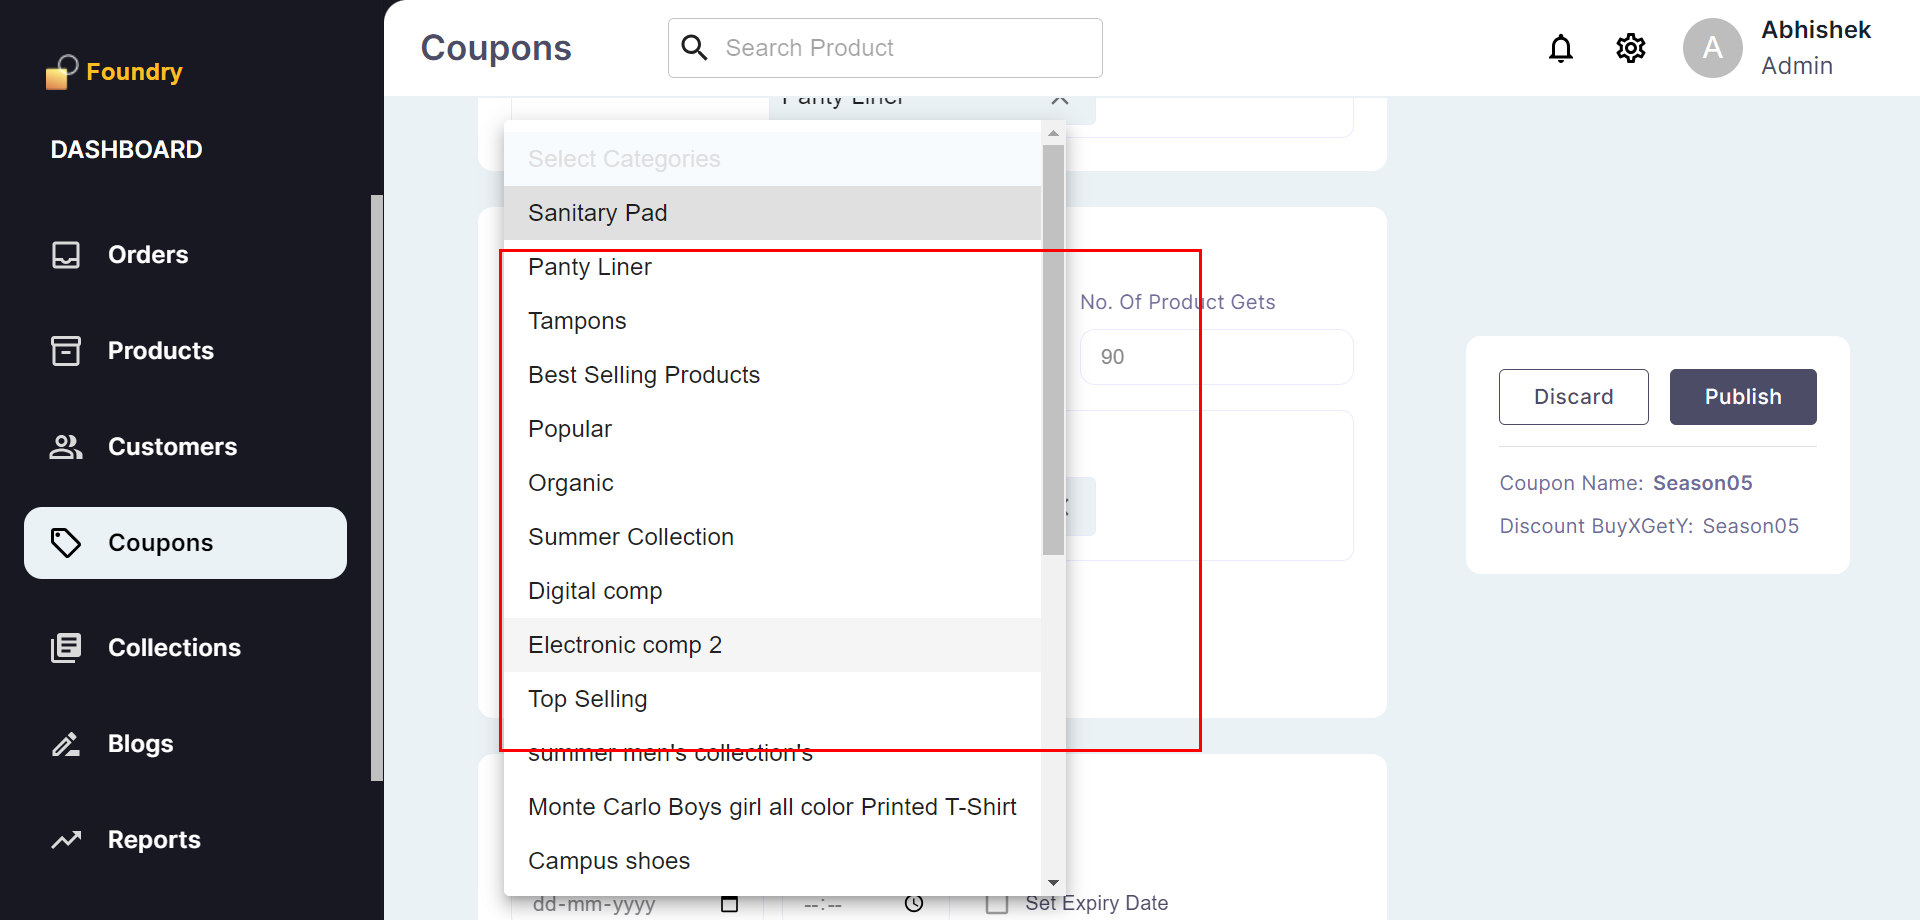 Foundry
DASHBOARD
Orders
Products
Customers
Coupons
Collections
Blogs
Reports
Coupons
Search Product
A
Abhishek
Admin
Panty Liner
Select Categories
Sanitary Pad
Panty Liner
Tampons
Best Selling Products
Popular
Organic
Summer Collection
Digital comp
Electronic comp 2
Top Selling
summer men's collection's
Monte Carlo Boys girl all color Printed T-Shirt
Campus shoes
No. Of Product Gets
90
dd-mm-yyyy
--:--
Set Expiry Date
Discard
Publish
Coupon Name: Season05
Discount BuyXGetY: Season05